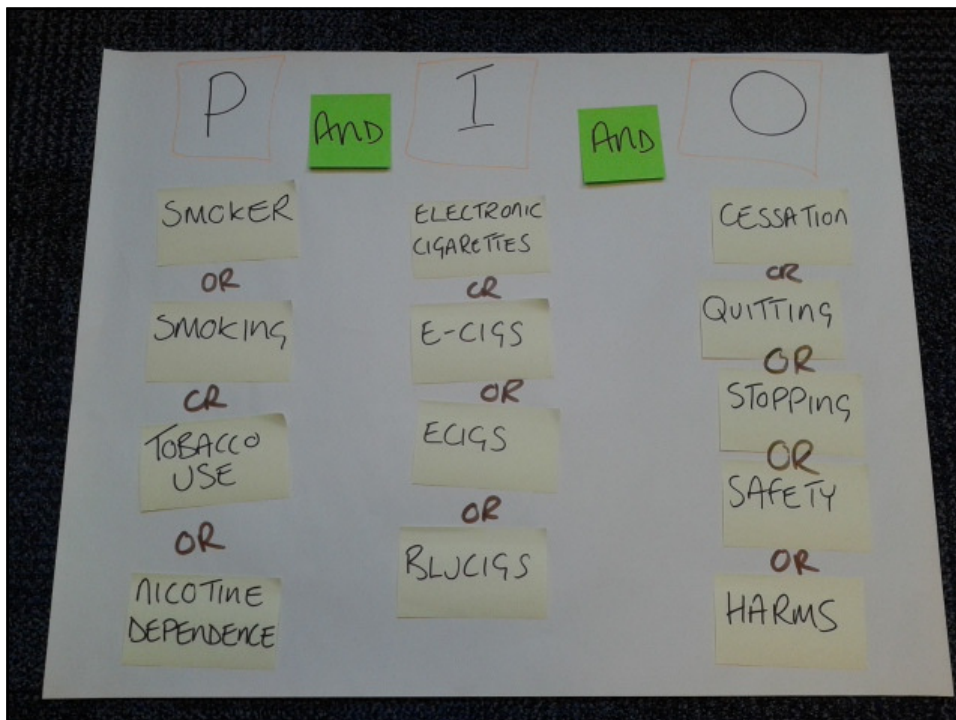 P
AND
I
AND
O
SMOKER
OR
SMOKING
OR
TOBACCO
USE
OR
NICOTINE
DEPENDENCE
ELECTRONIC
CIGARETTES
OR
E-CIGS
OR
ECIGS
OR
BLUCIGS
CESSATION
OR
QUITTING
OR
STOPPING
OR
SAFETY
OR
HARMS